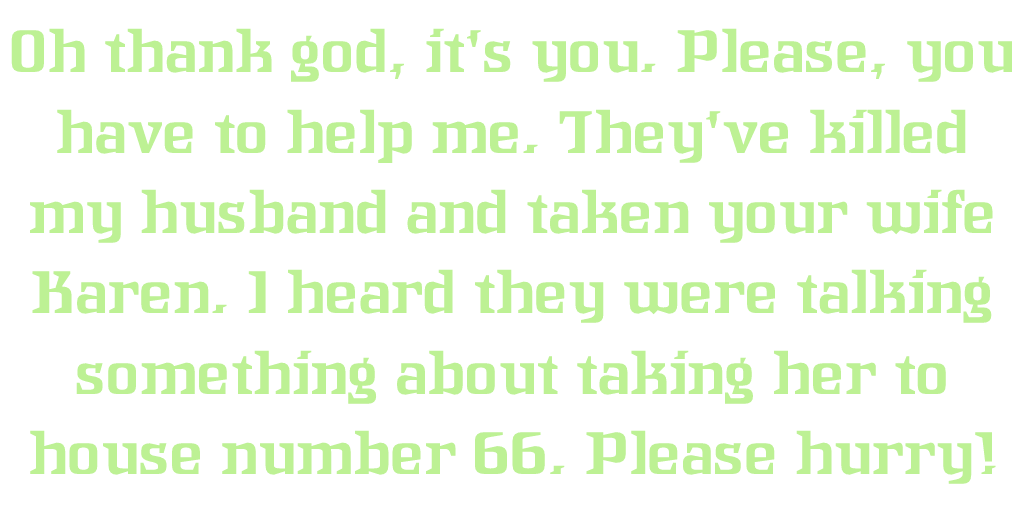 Oh thank god, it's you. Please, you
have to help me. They've killed
my husband and taken your wife
Karen. I heard they were talking
something about taking her to
house number 66. Please hurry!